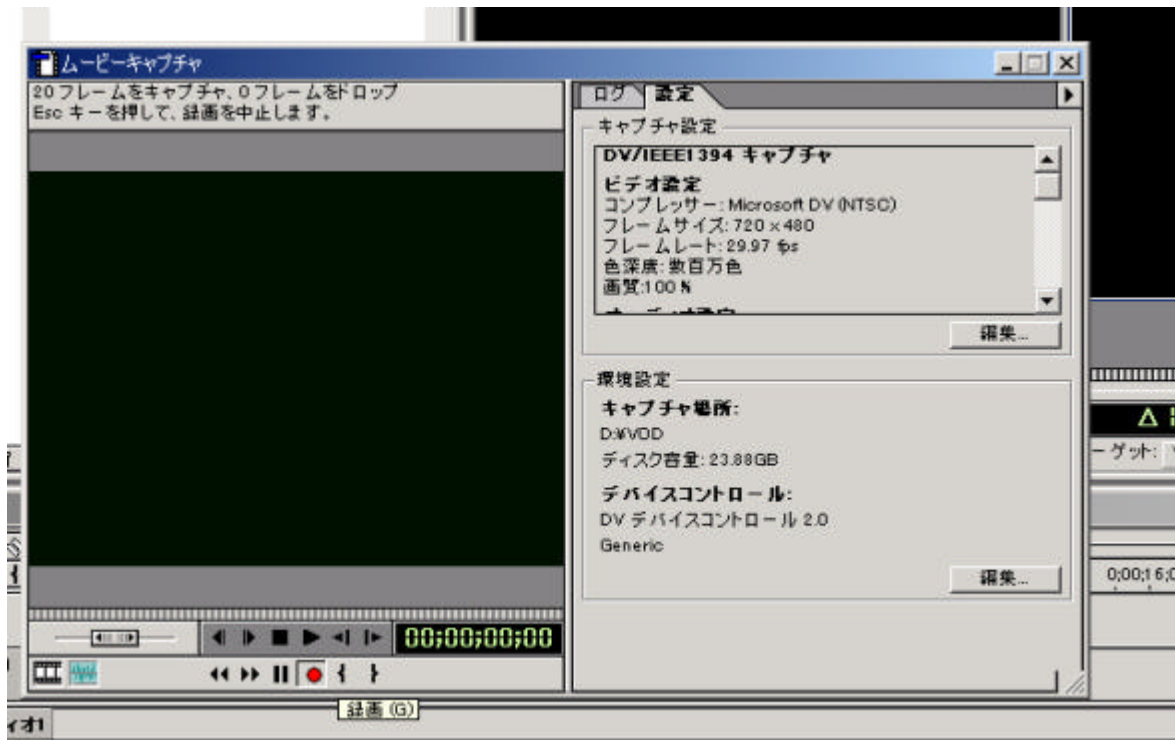 ムービーキャプチャ
20 フレームをキャプチャ、0 フレームをドロップ
Esc キーを押して、録画を中止します。
ログ
設定
キャプチャ設定
DV/IEEE1394 キャプチャ
ビデオ設定
コンプレッサー: Microsoft DV (NTSC)
フレームサイズ: 720 × 480
フレームレート: 29.97 fps
色深度: 数百万色
画質:100 %
オーディオ設定
編集...
環境設定
キャプチャ場所:
D:¥VOD
ディスク容量: 23.88GB
デバイスコントロール:
DV デバイスコントロール 2.0
Generic
編集...
00;00;00;00
録画 (G)
ーゲット:
0;00;16;0
ィオ1